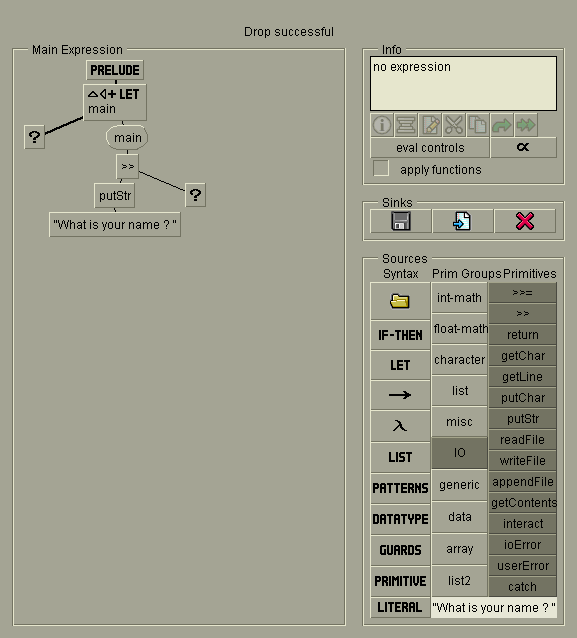 Drop successful
Main Expression
PRELUDE
LET
main
?
main
>>
putStr
?
"What is your name ? "
Info
no expression
eval controls
∝
apply functions
Sinks
Sources
Syntax
Prim Groups
Primitives
IF-THEN
LET
→
λ
LIST
PATTERNS
DATATYPE
GUARDS
PRIMITIVE
LITERAL
int-math
float-math
character
list
misc
IO
generic
data
array
list2
"What is your name ? "
>>=
>>
return
getChar
getLine
putChar
putStr
readFile
writeFile
appendFile
getContents
interact
ioError
userError
catch